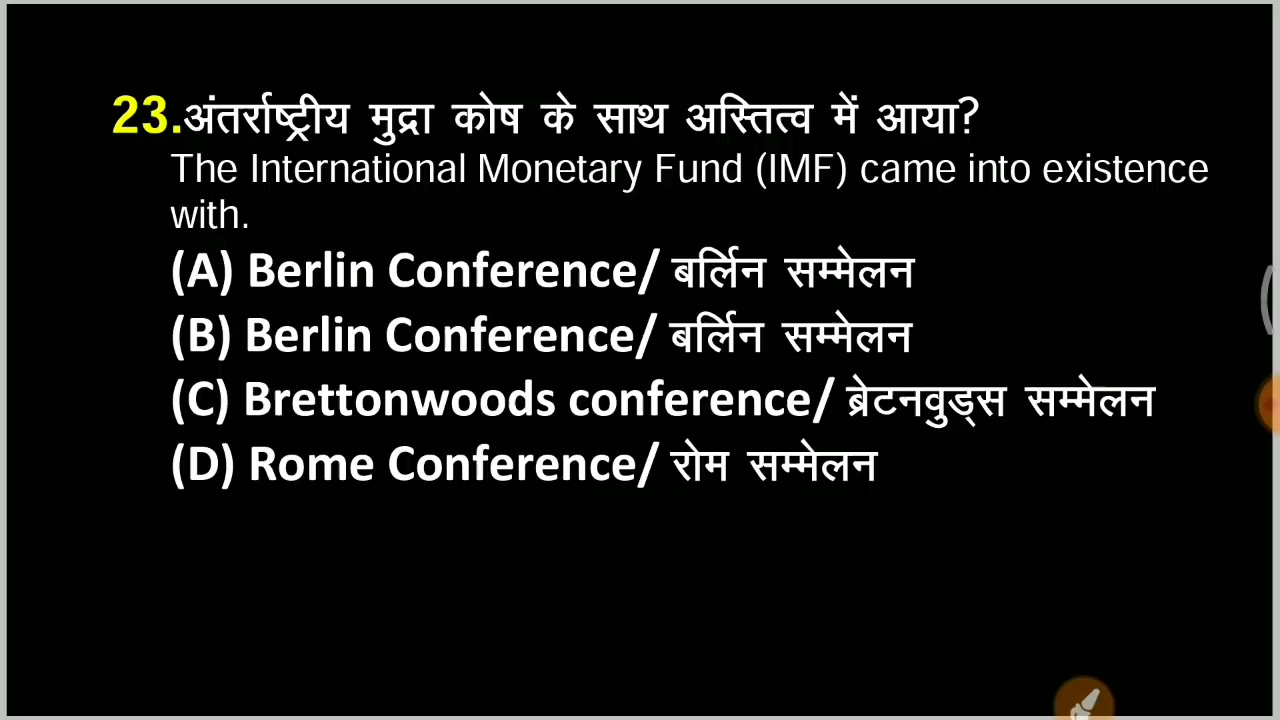 23.अंतर्राष्ट्रीय मुद्रा कोष के साथ अस्तित्व में आया?
The International Monetary Fund (IMF) came into existence
with.
(A) Berlin Conference/ बर्लिन सम्मेलन
(B) Berlin Conference/ बर्लिन सम्मेलन
(C) Brettonwoods conference/ ब्रेटनवुड्स सम्मेलन
(D) Rome Conference/ रोम सम्मेलन